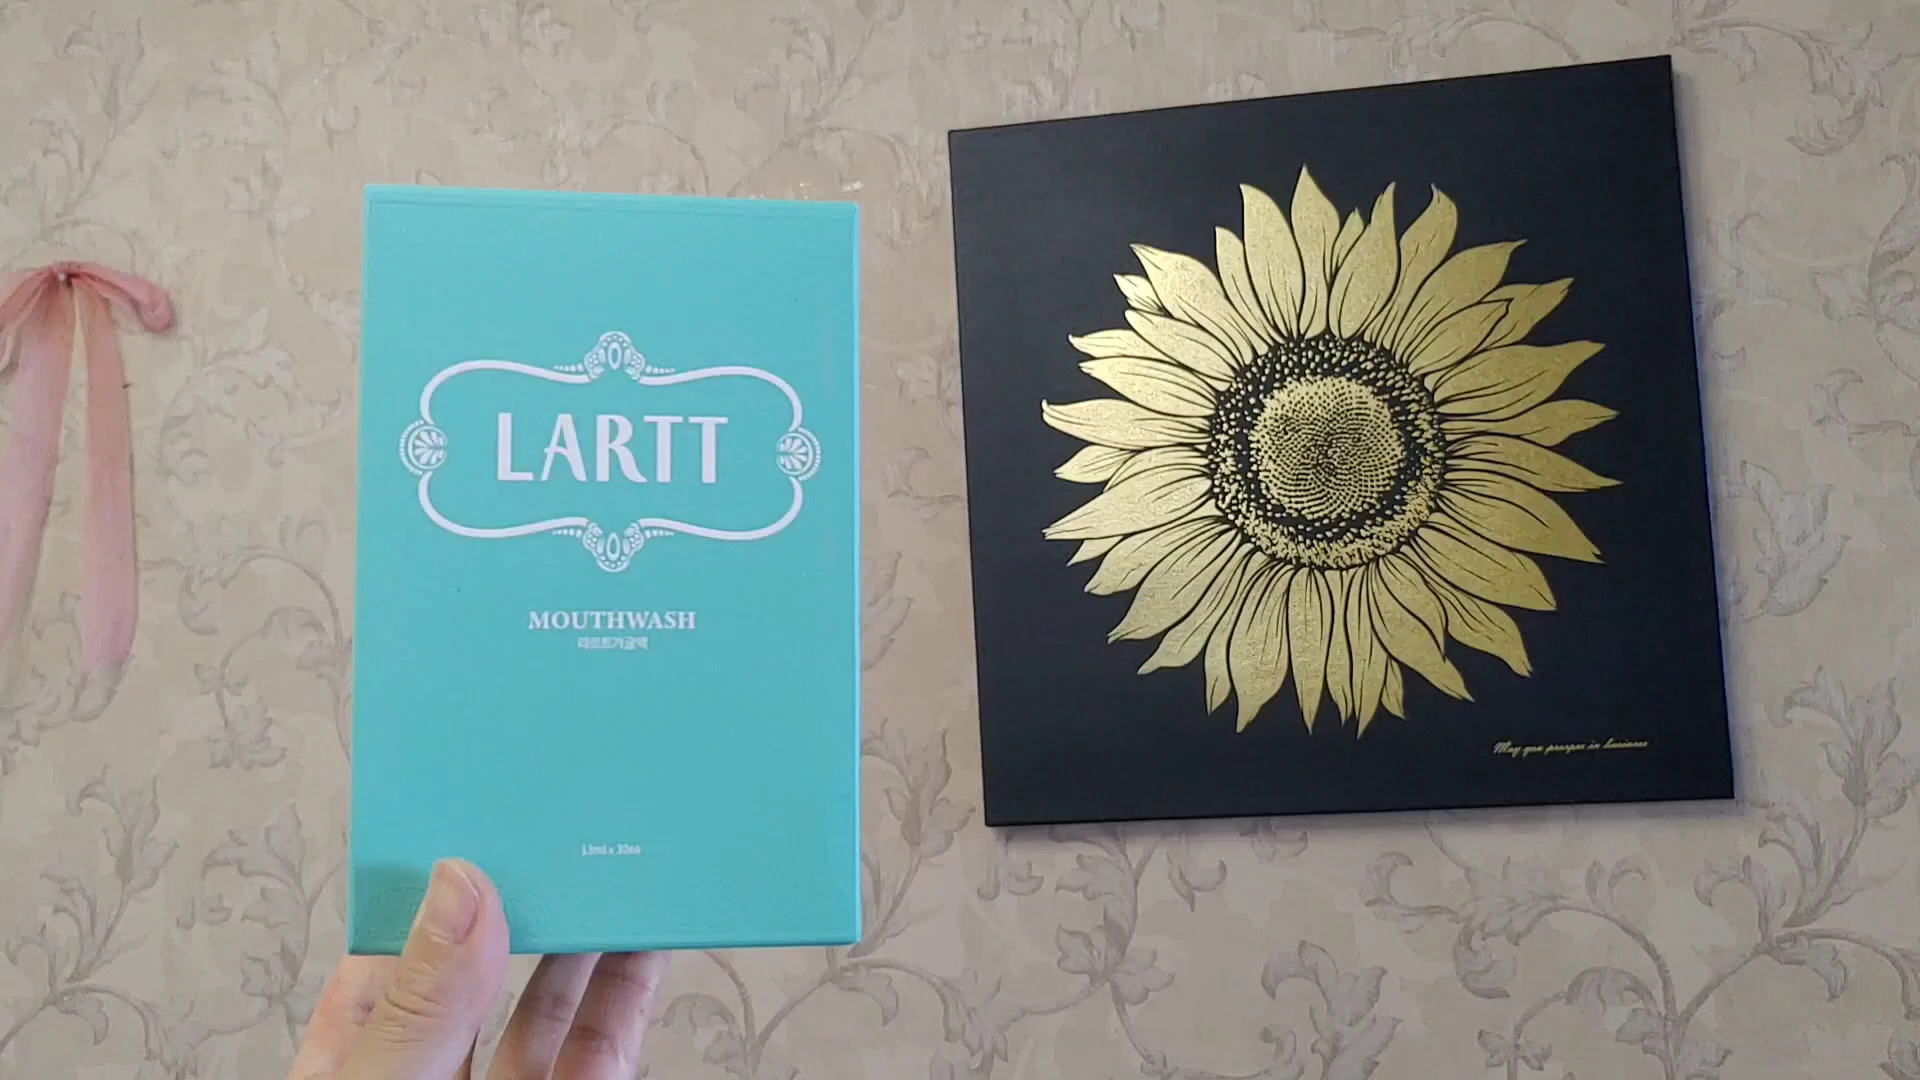 LARTT
MOUTHWASH
라르트가글액
13ml x 30ea
May you prosper in business